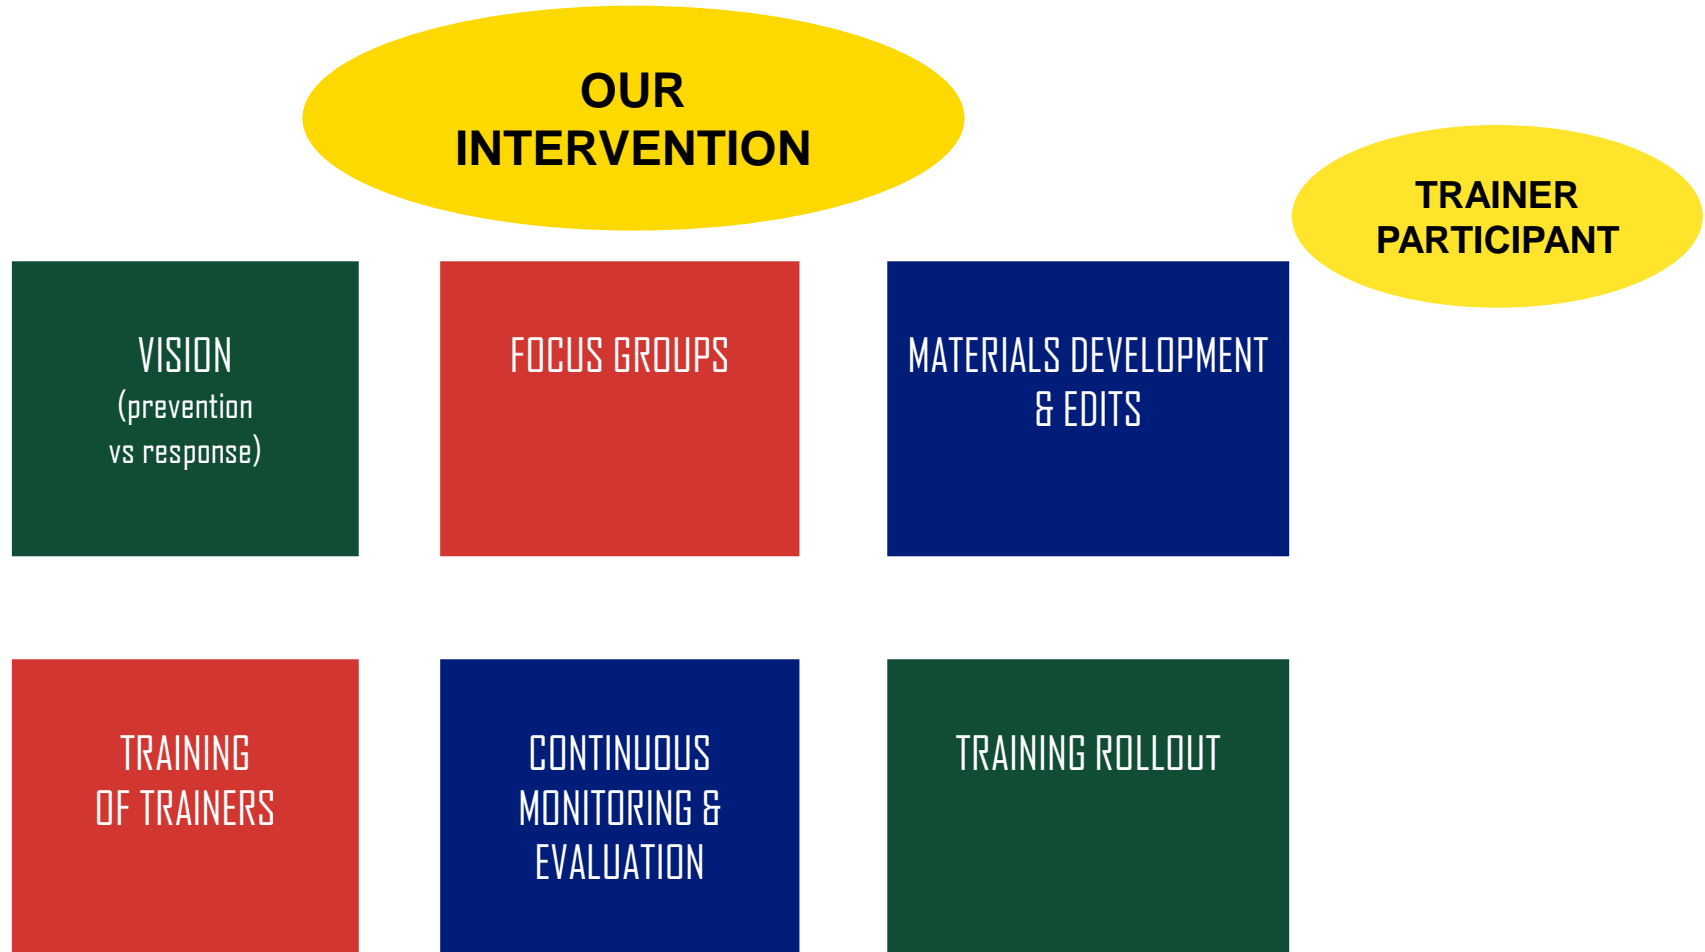 OUR
INTERVENTION
TRAINER
PARTICIPANT
VISION
(prevention
vs response)
FOCUS GROUPS
MATERIALS DEVELOPMENT
& EDITS
TRAINING
OF TRAINERS
CONTINUOUS
MONITORING &
EVALUATION
TRAINING ROLLOUT